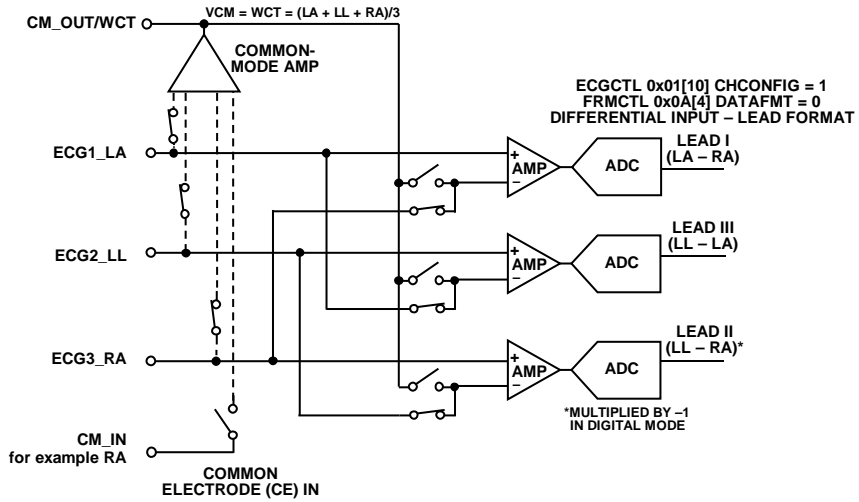 CM_OUT/WCT
VCM = WCT = (LA + LL + RA)/3
COMMON-
MODE AMP
ECGCTL 0x01[10] CHCONFIG = 1
FRMCTL 0x0A[4] DATAFMT = 0
DIFFERENTIAL INPUT – LEAD FORMAT
ECG1_LA
+
AMP
–
ADC
LEAD I
(LA – RA)
ECG2_LL
+
AMP
–
ADC
LEAD III
(LL – LA)
ECG3_RA
+
AMP
–
ADC
LEAD II
(LL – RA)*
*MULTIPLIED BY –1
IN DIGITAL MODE
CM_IN
for example RA
COMMON
ELECTRODE (CE) IN